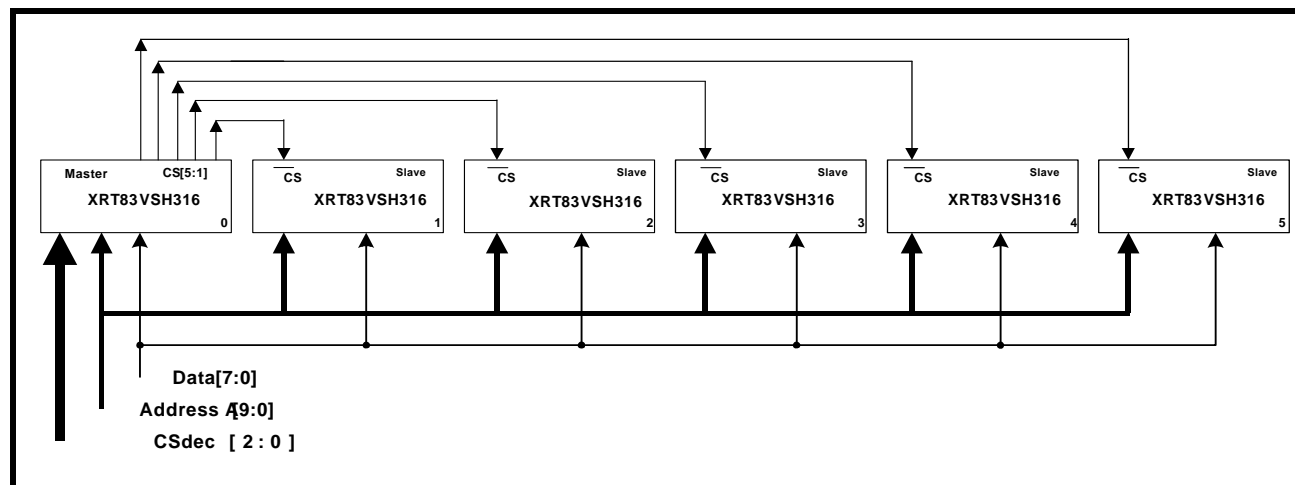 Master CS[5:1]
XRT83VSH316
0
CS Slave
XRT83VSH316
1
CS Slave
XRT83VSH316
2
CS Slave
XRT83VSH316
3
CS Slave
XRT83VSH316
4
CS Slave
XRT83VSH316
5
Data[7:0]
Address A[9:0]
CSdec [ 2 : 0 ]